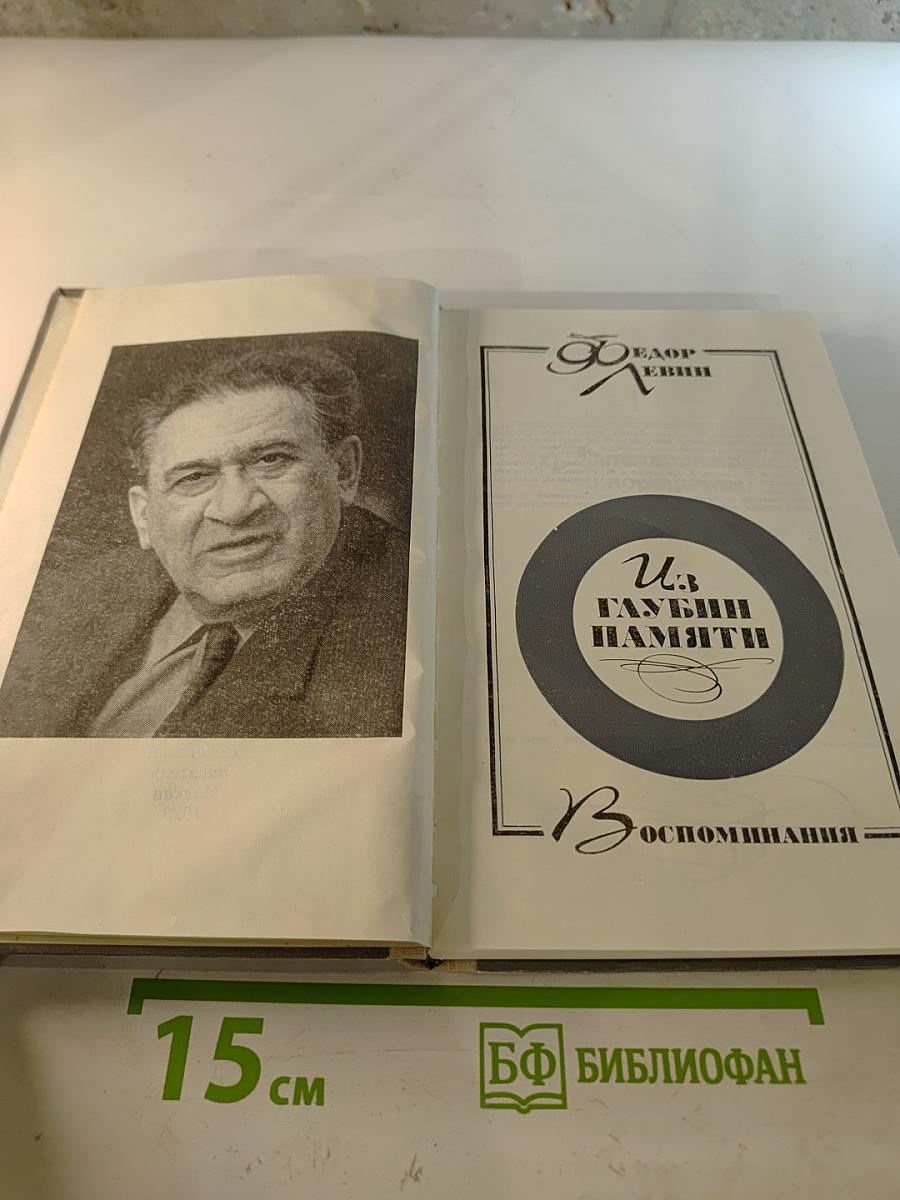 Федор
Левин
Из
глубин
памяти
Воспоминания
15 см
БФ БИБЛИОФАН